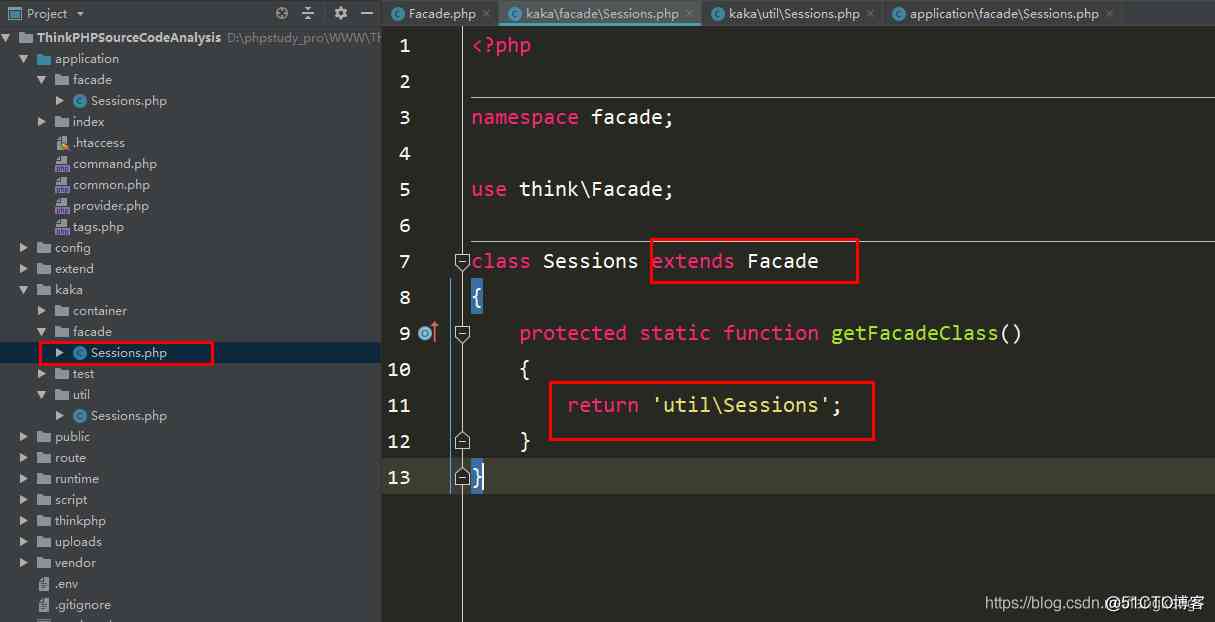 Project
ThinkPHPSourceCodeAnalysis D:\phpstudy_pro\WWW\Th
application
facade
Sessions.php
index
.htaccess
command.php
common.php
provider.php
tags.php
config
extend
kaka
container
facade
Sessions.php
test
util
Sessions.php
public
route
runtime
script
thinkphp
uploads
vendor
.env
.gitignore
Facade.php kaka\facade\Sessions.php kaka\util\Sessions.php application\facade\Sessions.php
1 <?php
2
3 namespace facade;
4
5 use think\Facade;
6
7 class Sessions extends Facade
8 {
9 protected static function getFacadeClass()
10 {
11 return 'util\Sessions';
12 }
13 }
https://blog.csdn.
@51CTO博客